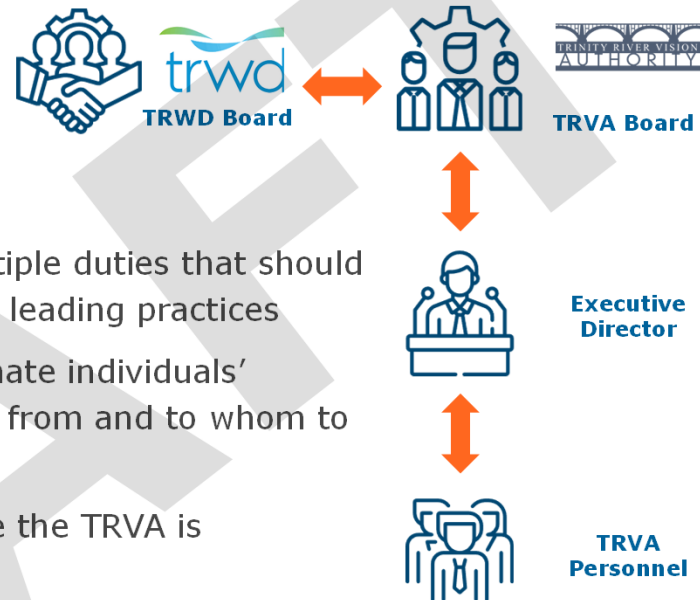 trwd
TRWD Board
TRINITY RIVER VISION
AUTHORITY
TRVA Board
tiple duties that should
leading practices
Executive
Director
nate individuals’
from and to whom to
e the TRVA is
TRVA
Personnel